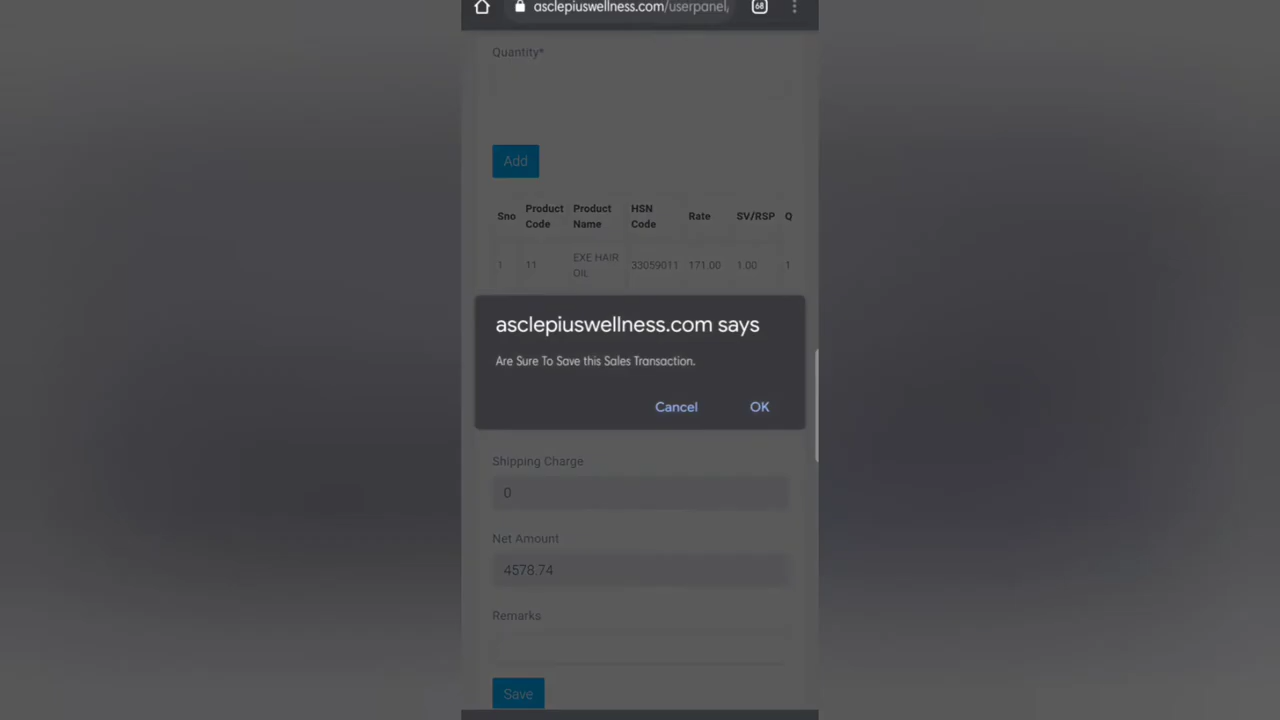 asclepiuswellness.com/userpanel/
68
Quantity*
Add
Sno Product Code Product Name HSN Code Rate SV/RSP Q
1 11 EXE HAIR OIL 33059011 171.00 1.00 1
asclepiuswellness.com says
Are Sure To Save this Sales Transaction.
Cancel OK
Shipping Charge
0
Net Amount
4578.74
Remarks
Save